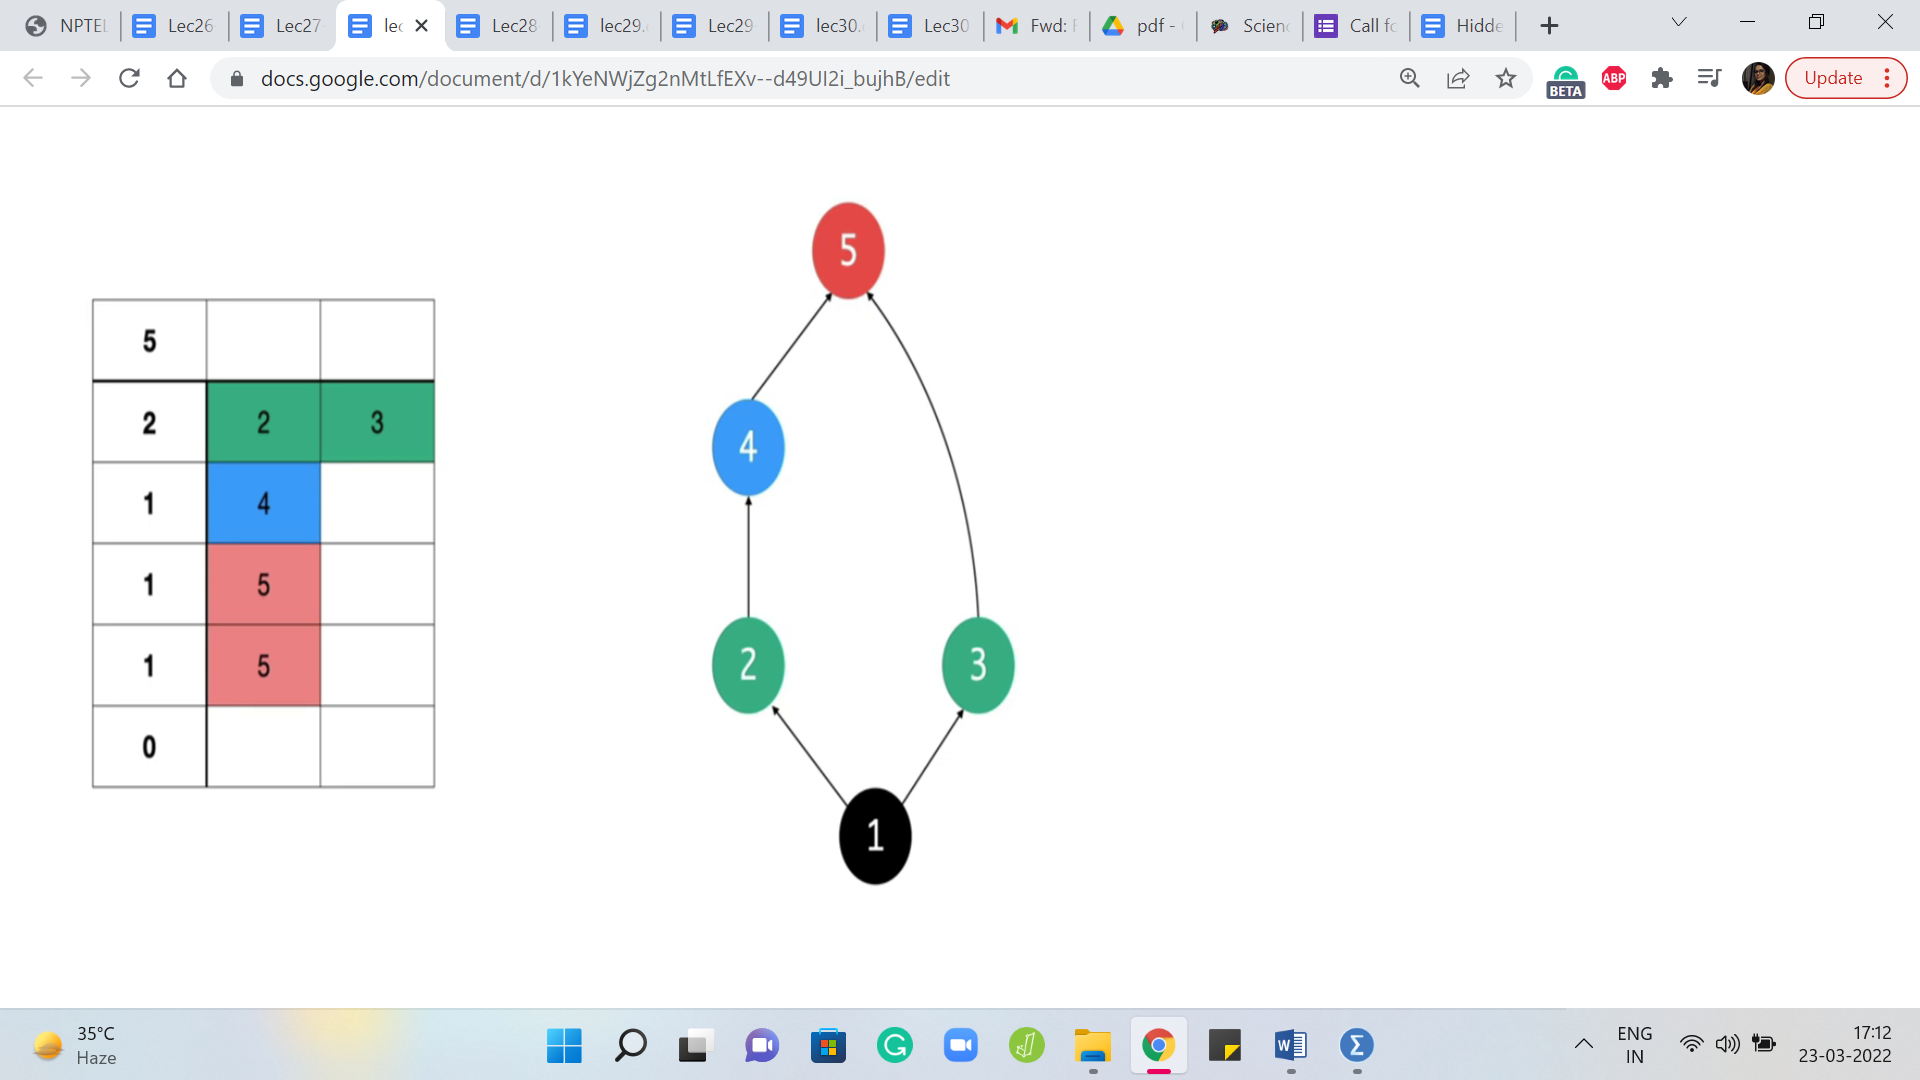 NPTEL Lec26 Lec27 lec Lec28 lec29. Lec29 lec30. Lec30 Fwd: pdf - Scien Call fo Hidde
docs.google.com/document/d/1kYeNWjZg2nMtLfEXv--d49UI2i_bujhB/edit
BETA
ABP
Update
5
2 2 3
1 4
1 5
1 5
0
5
4
2 3
1
35°C
Haze
ENG
IN
17:12
23-03-2022